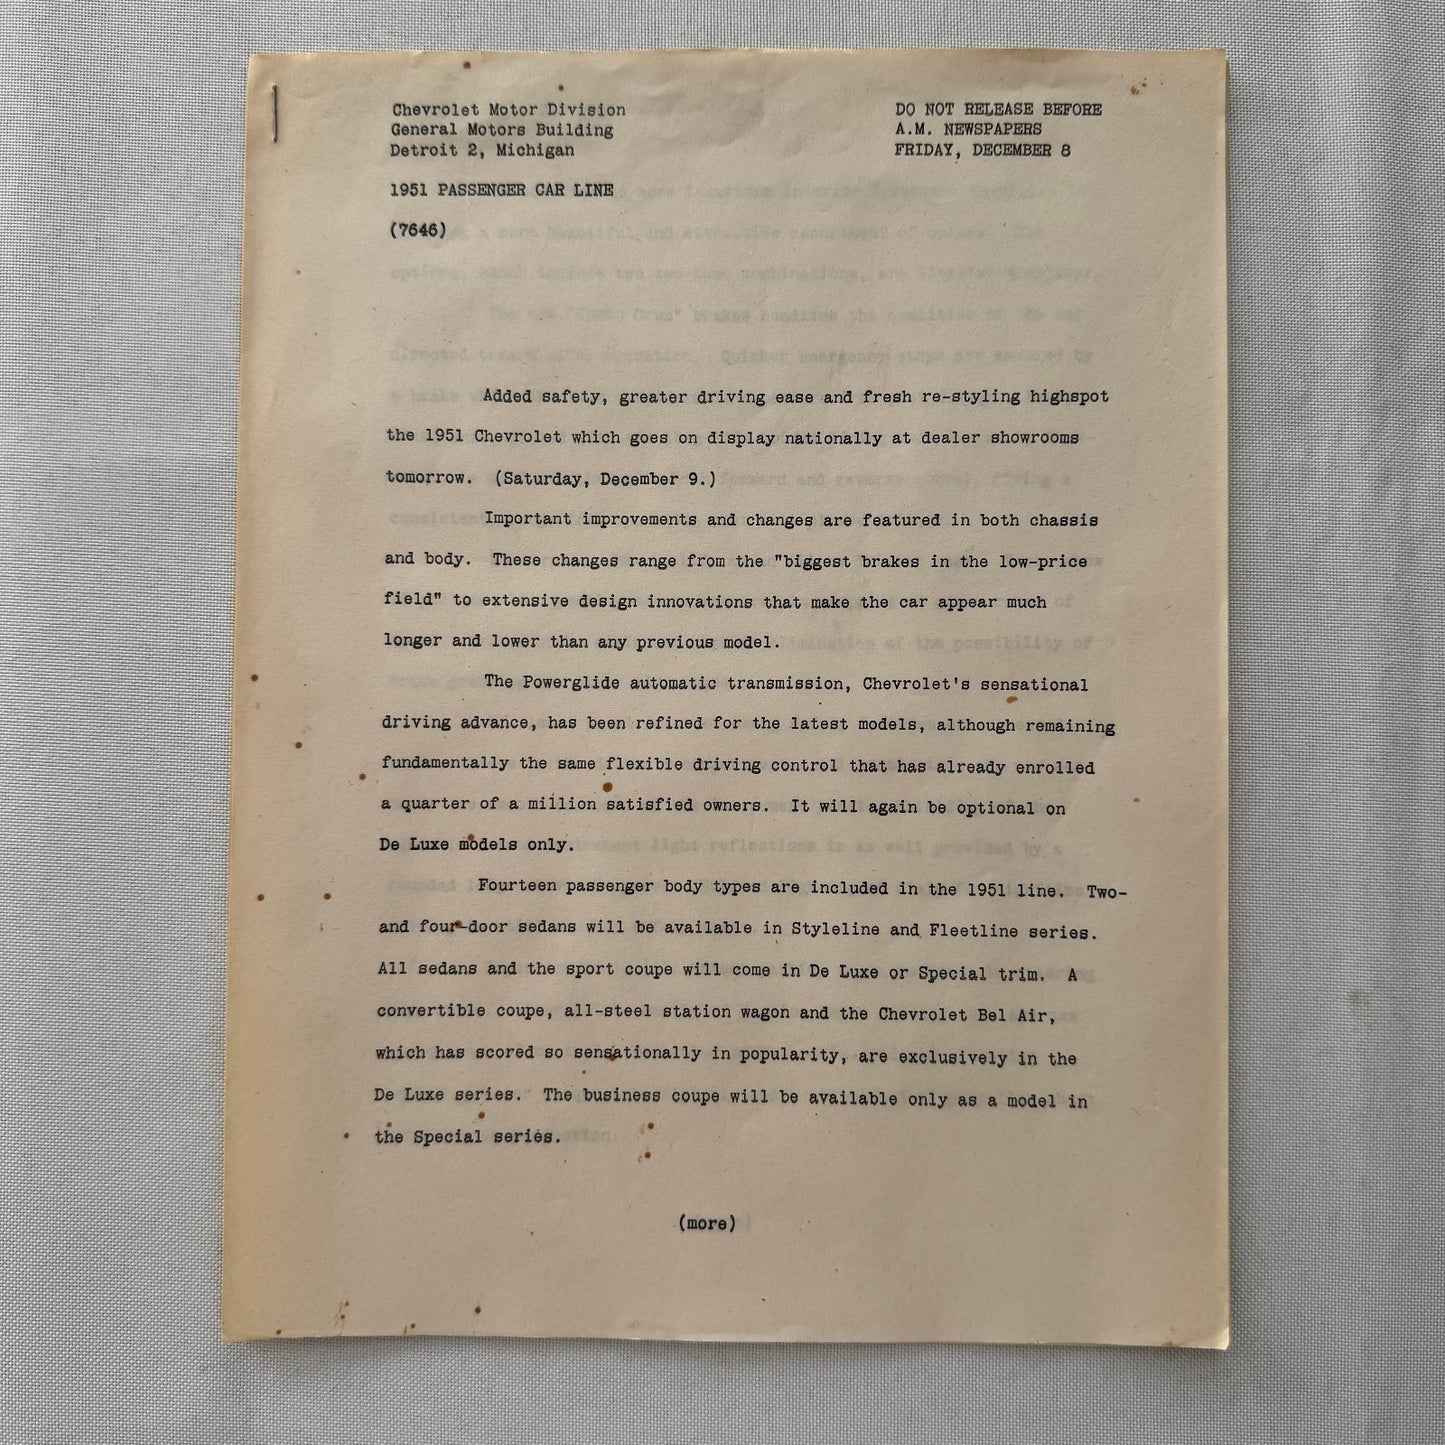 Chevrolet Motor Division
General Motors Building
Detroit 2, Michigan
DO NOT RELEASE BEFORE
A.M. NEWSPAPERS
FRIDAY, DECEMBER 8
1951 PASSENGER CAR LINE
(7646)
Added safety, greater driving ease and fresh re-styling highspot
the 1951 Chevrolet which goes on display nationally at dealer showrooms
tomorrow. (Saturday, December 9.)
Important improvements and changes are featured in both chassis
and body. These changes range from the "biggest brakes in the low-price
field" to extensive design innovations that make the car appear much
longer and lower than any previous model.
The Powerglide automatic transmission, Chevrolet's sensational
driving advance, has been refined for the latest models, although remaining
fundamentally the same flexible driving control that has already enrolled
a quarter of a million satisfied owners. It will again be optional on
De Luxe models only.
Fourteen passenger body types are included in the 1951 line. Two-
and four-door sedans will be available in Styleline and Fleetline series.
All sedans and the sport coupe will come in De Luxe or Special trim. A
convertible coupe, all-steel station wagon and the Chevrolet Bel Air,
which has scored so sensationally in popularity, are exclusively in the
De Luxe series. The business coupe will be available only as a model in
the Special series.
(more)